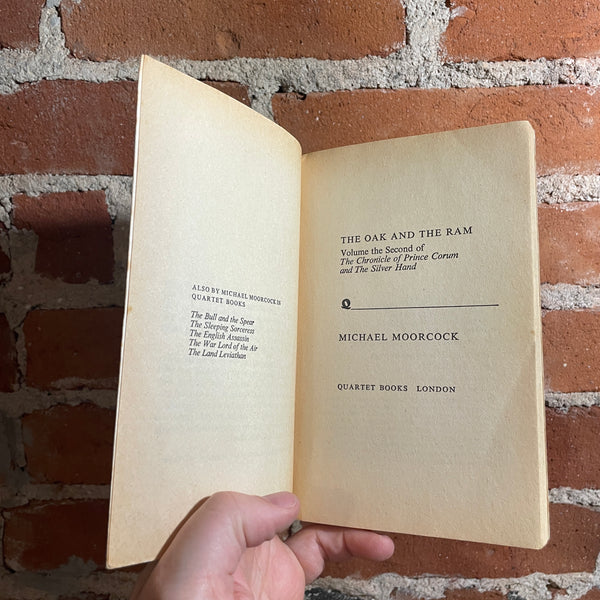 ALSO BY MICHAEL MOORCOCK IN
QUARTET BOOKS
The Bull and the Spear
The Sleeping Sorceress
The English Assassin
The War Lord of the Air
The Land Leviathan
THE OAK AND THE RAM
Volume the Second of
The Chronicle of Prince Corum
and The Silver Hand
Q
MICHAEL MOORCOCK
QUARTET BOOKS LONDON